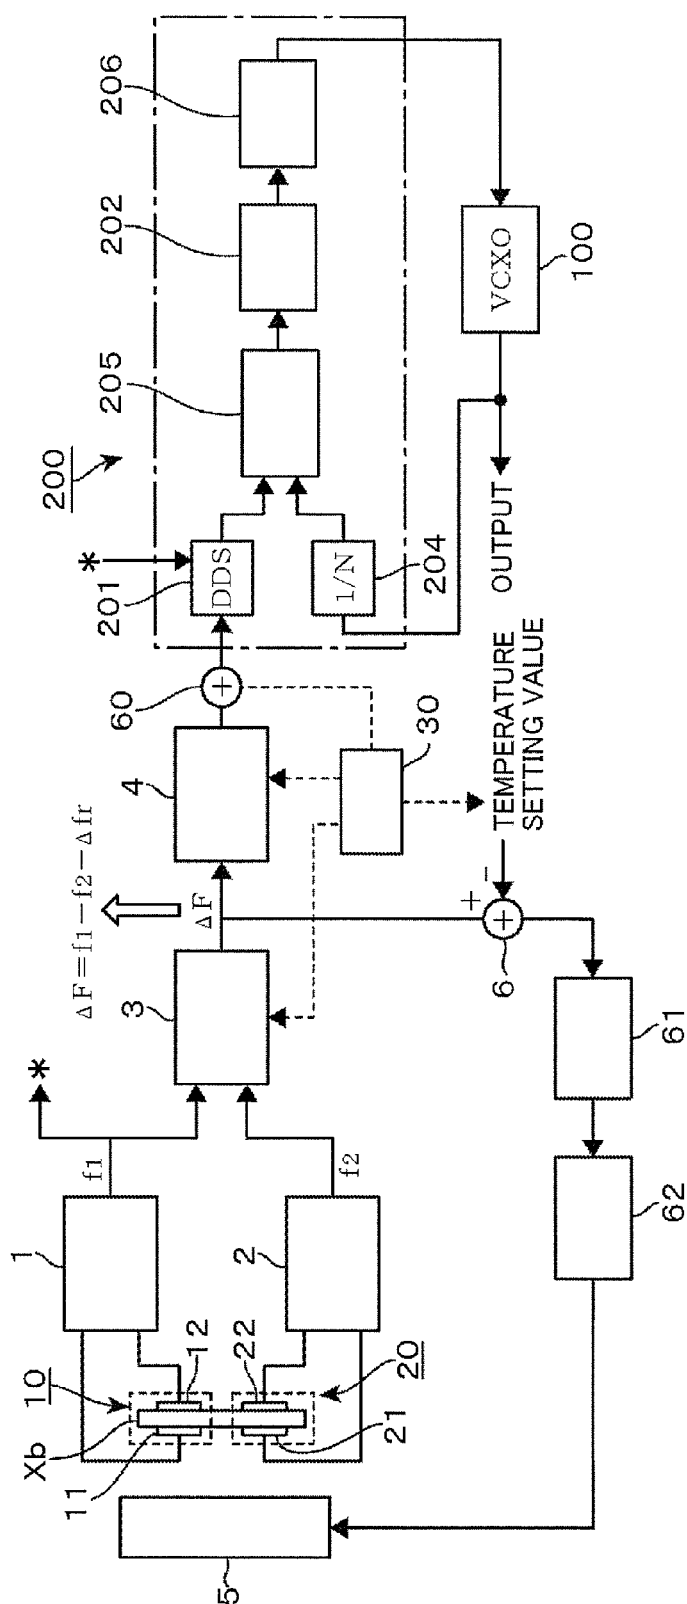 200
206
202
205
*
201
DDS
1/N
204
VCXO
100
OUTPUT
60
4
30
TEMPERATURE
SETTING VALUE
ΔF=f1−f2−Δfr
ΔF
3
+
+
−
+
6
61
62
*
f1
f2
1
2
10
12
22
20
Xb
11
21
5